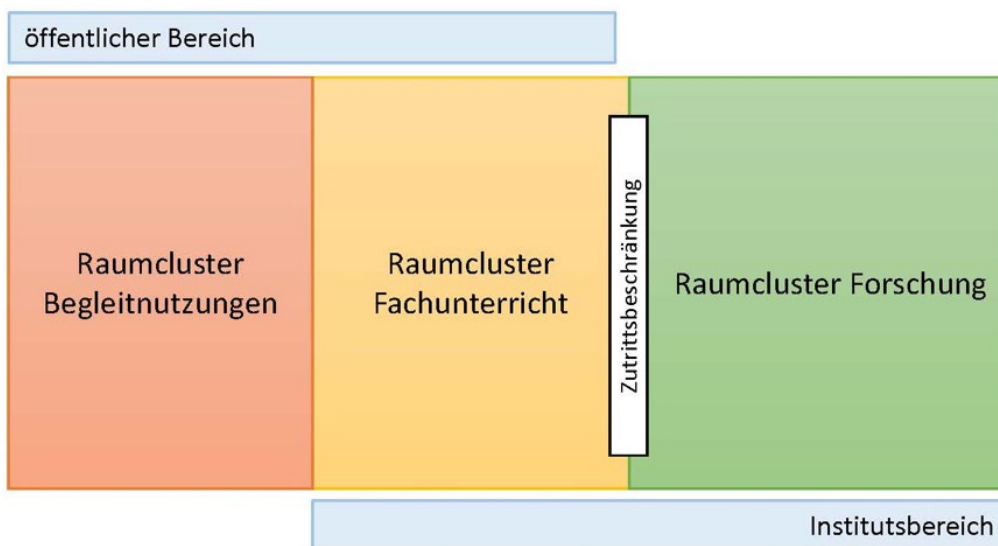 öffentlicher Bereich
Raumcluster
Begleitnutzungen
Raumcluster
Fachunterricht
Zutrittsbeschränkung
Raumcluster Forschung
Institutsbereich